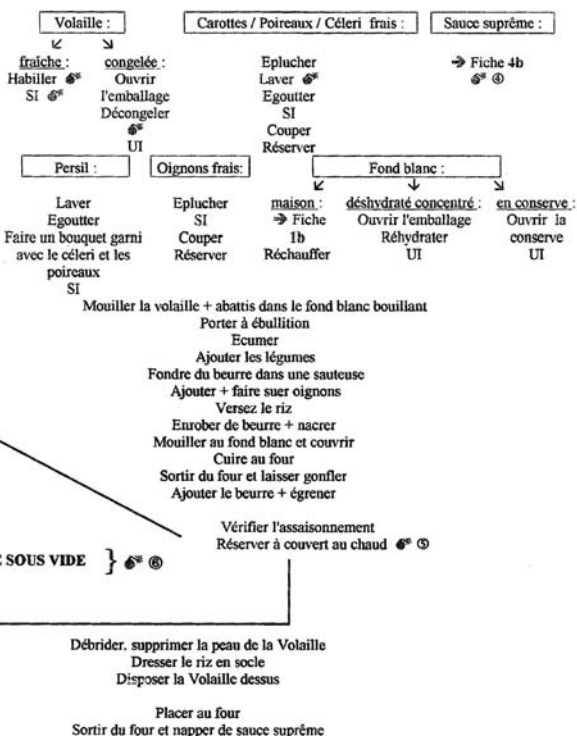 Volaille :
Carottes / Poireaux / Céleri frais :
Sauce suprême :
fraîche :
Habiller
SI
congelée :
Ouvrir
l'emballage
Décongeler
UI
Eplucher
Laver
Egoutter
SI
Couper
Réserver
→ Fiche 4b
④
Persil :
Oignons frais:
Fond blanc :
Laver
Egoutter
Faire un bouquet garni
avec le céleri et les
poireaux
SI
Eplucher
SI
Couper
Réserver
maison :
→ Fiche
1b
Réchauffer
déshydraté concentré :
Ouvrir l'emballage
Réhydrater
UI
en conserve :
Ouvrir la
conserve
UI
Mouiller la volaille + abattis dans le fond blanc bouillant
Porter à ébullition
Ecumer
Ajouter les légumes
Fondre du beurre dans une sauteuse
Ajouter + faire suer oignons
Versez le riz
Enrober de beurre + nacrer
Mouiller au fond blanc et couvrir
Cuire au four
Sortir du four et laisser gonfler
Ajouter le beurre + égrener
Vérifier l'assaisonnement
Réserver à couvert au chaud ⑤
SOUS VIDE } ⑥
Débrider, supprimer la peau de la Volaille
Dresser le riz en socle
Disposer la Volaille dessus
Placer au four
Sortir du four et napper de sauce suprême